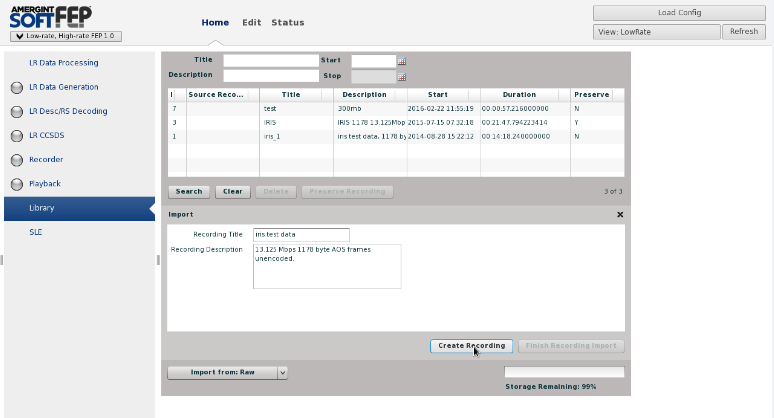 AMERGINT
SOFTFEP
Low-rate, High-rate FEP 1.0
Home Edit Status
Load Config
View: LowRate
Refresh
LR Data Processing
LR Data Generation
LR Desc/RS Decoding
LR CCSDS
Recorder
Playback
Library
SLE
Title Start
Description Stop
I Source Reco... Title Description Start Duration Preserve
7 test 300mb 2016-02-22 11:55:19 00:00:57.216000000 N
3 IRIS IRIS 1178 13.125Mbp 2015-07-15 07:32:18 00:21:47.794223414 Y
1 iris_1 iris test data, 1178 by 2014-08-28 15:22:12 00:14:18.240000000 N
Search Clear Delete Preserve Recording 3 of 3
Import
Recording Title iris test data
Recording Description 13.125 Mbps 1178 byte AOS frames
unencoded.
Create Recording Finish Recording Import
Import from: Raw
Storage Remaining: 99%